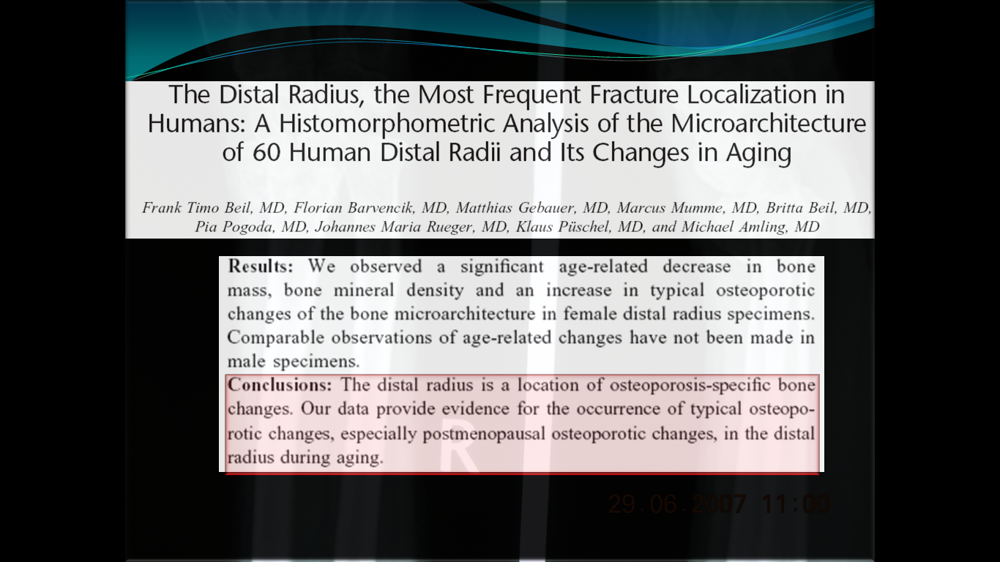 The Distal Radius, the Most Frequent Fracture Localization in
Humans: A Histomorphometric Analysis of the Microarchitecture
of 60 Human Distal Radii and Its Changes in Aging
Frank Timo Beil, MD, Florian Barvencik, MD, Matthias Gebauer, MD, Marcus Mumme, MD, Britta Beil, MD,
Pia Pogoda, MD, Johannes Maria Rueger, MD, Klaus Püschel, MD, and Michael Amling, MD
Results: We observed a significant age-related decrease in bone
mass, bone mineral density and an increase in typical osteoporotic
changes of the bone microarchitecture in female distal radius specimens.
Comparable observations of age-related changes have not been made in
male specimens.
Conclusions: The distal radius is a location of osteoporosis-specific bone
changes. Our data provide evidence for the occurrence of typical osteopo-
rotic changes, especially postmenopausal osteoporotic changes, in the distal
radius during aging.
R
29.06.2007 11:00